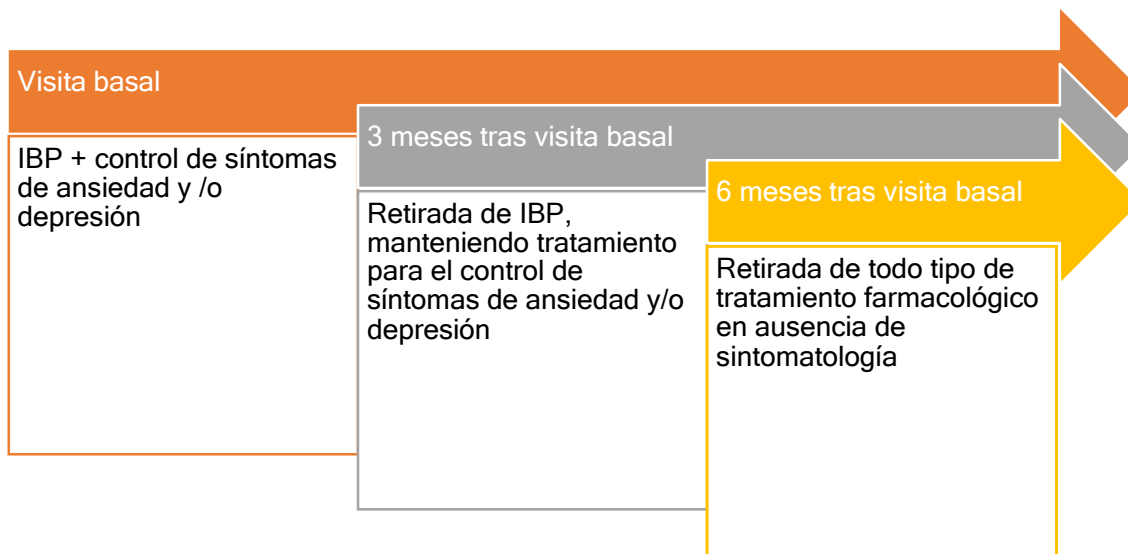 Visita basal
IBP + control de síntomas
de ansiedad y /o
depresión
3 meses tras visita basal
Retirada de IBP,
manteniendo tratamiento
para el control de
síntomas de ansiedad y/o
depresión
6 meses tras visita basal
Retirada de todo tipo de
tratamiento farmacológico
en ausencia de
sintomatología